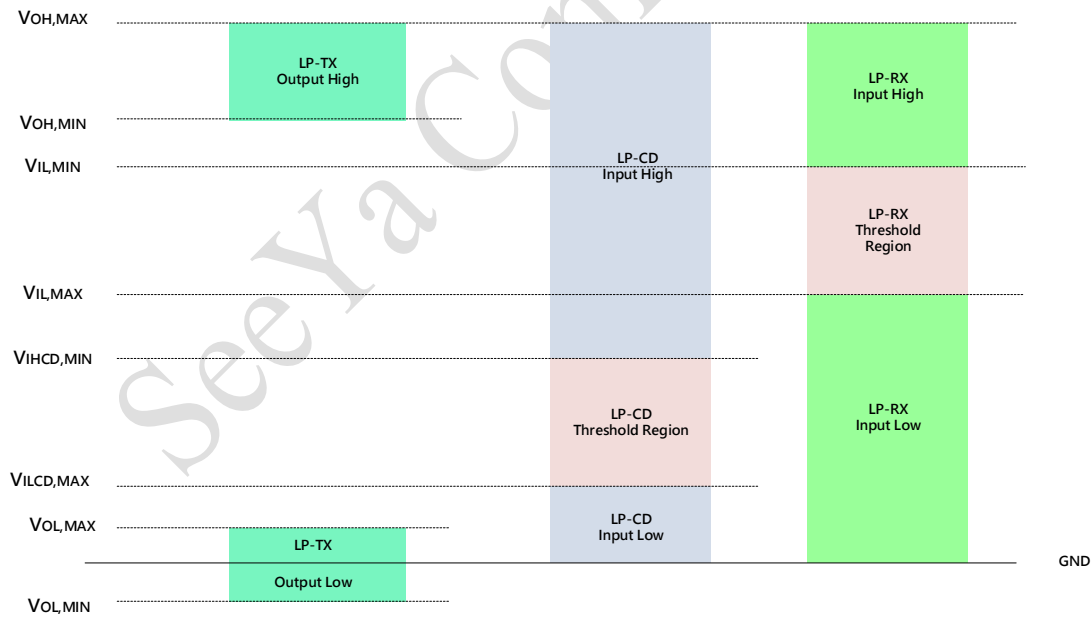 VOH,MAX
LP-TX
Output High
VOH,MIN
VIL,MIN
VIL,MAX
VIHCD,MIN
VILCD,MAX
VOL,MAX
LP-TX
Output Low
VOL,MIN
LP-CD
Input High
LP-CD
Threshold Region
LP-CD
Input Low
LP-RX
Input High
LP-RX
Threshold
Region
LP-RX
Input Low
GND
SeeYa